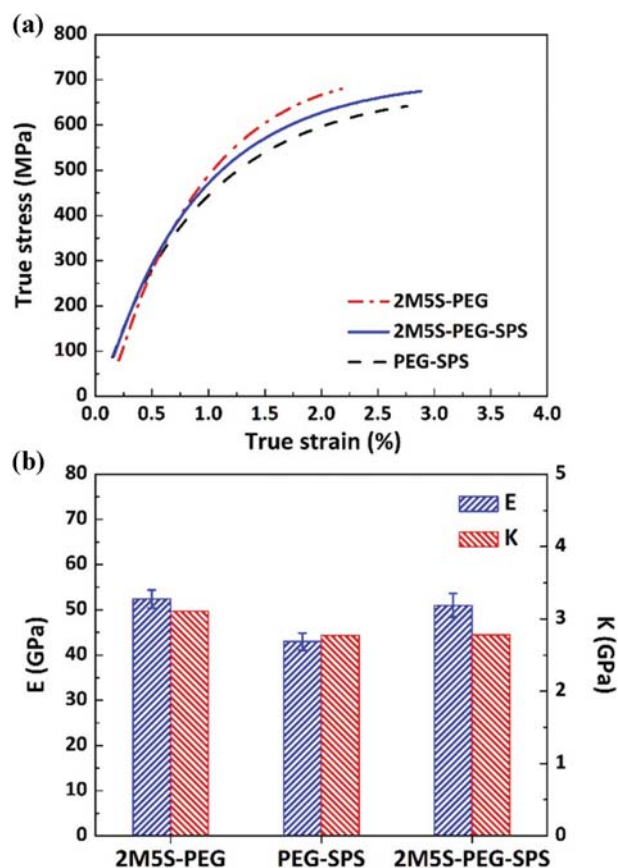 (a)
800
700
600
500
400
300
200
100
0
True stress (MPa)
2M5S-PEG
2M5S-PEG-SPS
PEG-SPS
0.0 0.5 1.0 1.5 2.0 2.5 3.0 3.5 4.0
True strain (%)
(b)
80
70
60
50
40
30
20
10
0
E (GPa)
E
K
5
4
3
2
1
0
K (GPa)
2M5S-PEG PEG-SPS 2M5S-PEG-SPS